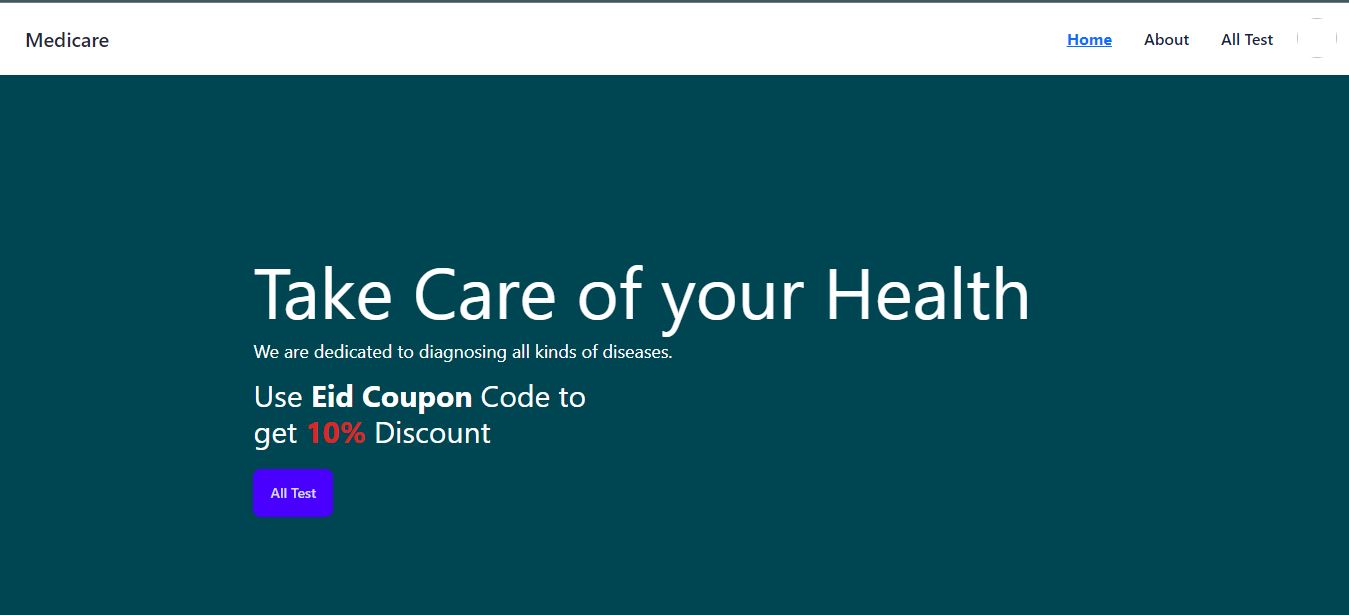 Medicare
Home
About
All Test
Take Care of your Health
We are dedicated to diagnosing all kinds of diseases.
Use Eid Coupon Code to
get 10% Discount
All Test